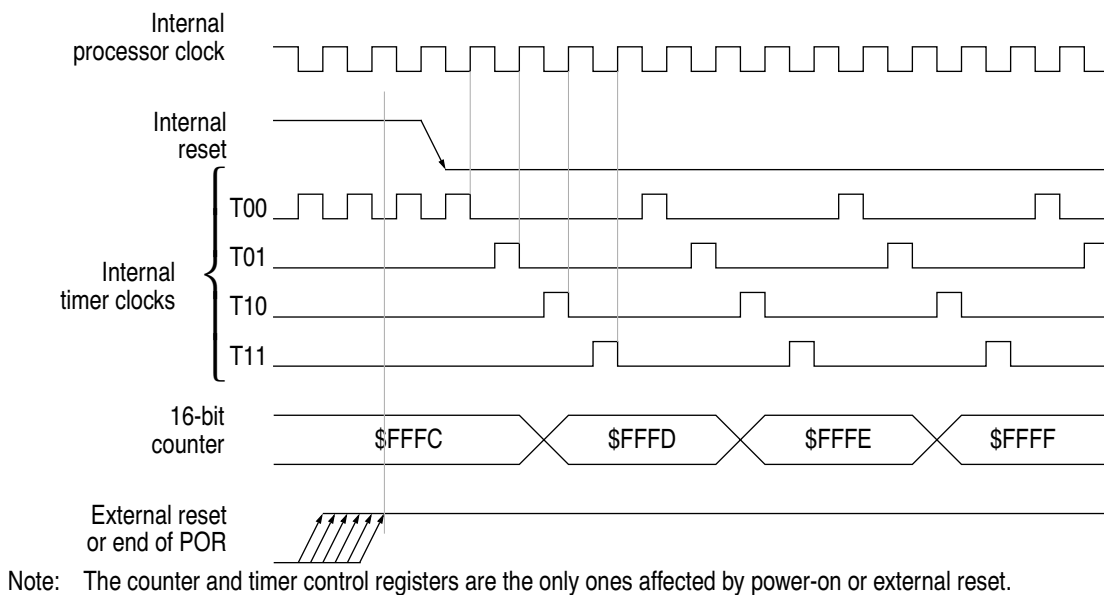 Internal
processor clock
Internal
reset
T00
T01
Internal
timer clocks
T10
T11
16-bit
counter
$FFFC
$FFFD
$FFFE
$FFFF
External reset
or end of POR
Note: The counter and timer control registers are the only ones affected by power-on or external reset.